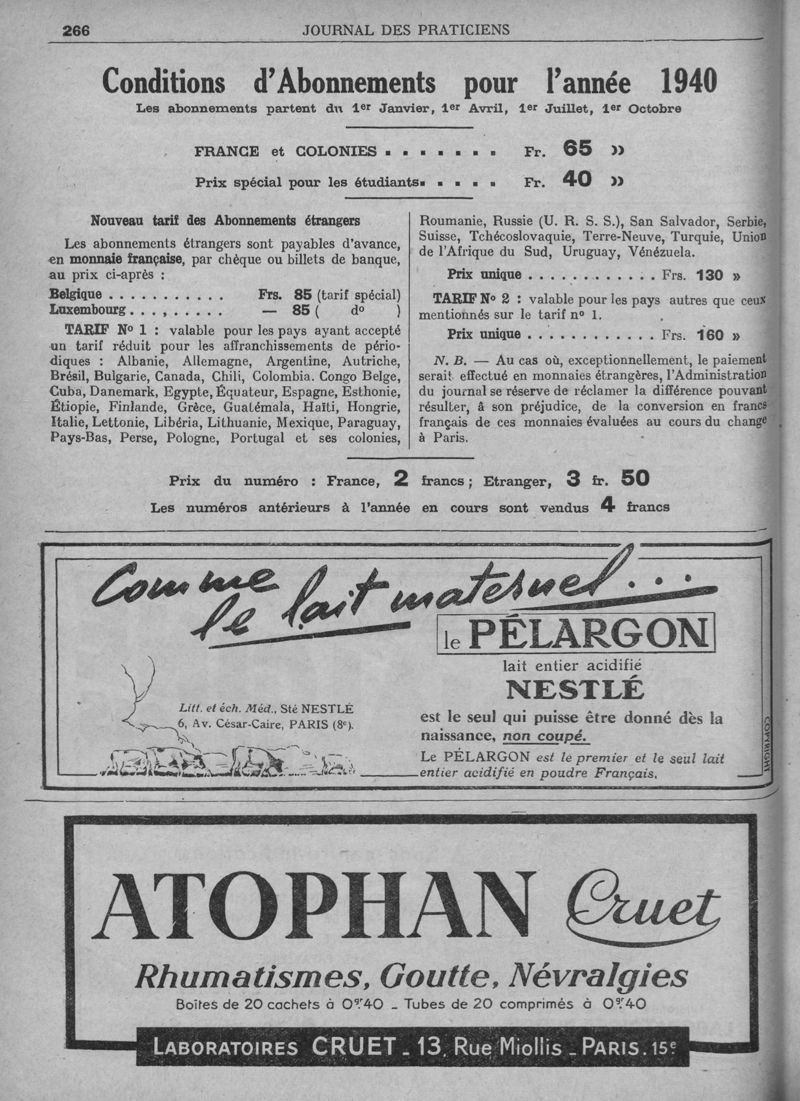 266
JOURNAL DES PRATICIENS
Conditions d'Abonnements pour l'année 1940
Les abonnements partent du 1er Janvier, 1er Avril, 1er Juillet, 1er Octobre
FRANCE et COLONIES . . . . . . . Fr. 65 »
Prix spécial pour les étudiants. . . . . Fr. 40 »
Nouveau tarif des Abonnements étrangers
Les abonnements étrangers sont payables d'avance,
en monnaie française, par chèque ou billets de banque,
au prix ci-après :
Belgique . . . . . . . . . . . Frs. 85 (tarif spécial)
Luxembourg . . . , . . . . . — 85 ( do )
TARIF No 1 : valable pour les pays ayant accepté
un tarif réduit pour les affranchissements de pério-
diques : Albanie, Allemagne, Argentine, Autriche,
Brésil, Bulgarie, Canada, Chili, Colombia. Congo Belge,
Cuba, Danemark, Egypte, Équateur, Espagne, Esthonie,
Étiopie, Finlande, Grèce, Guatémala, Haïti, Hongrie,
Italie, Lettonie, Libéria, Lithuanie, Mexique, Paraguay,
Pays-Bas, Perse, Pologne, Portugal et ses colonies,
Roumanie, Russie (U. R. S. S.), San Salvador, Serbie,
Suisse, Tchécoslovaquie, Terre-Neuve, Turquie, Union
de l'Afrique du Sud, Uruguay, Vénézuela.
Prix unique . . . . . . . . . . . . Frs. 130 »
TARIF No 2 : valable pour les pays autres que ceux
mentionnés sur le tarif no 1.
Prix unique . . . . . . . . . . . . Frs. 160 »
N. B. — Au cas où, exceptionnellement, le paiement
serait effectué en monnaies étrangères, l'Administration
du journal se réserve de réclamer la différence pouvant
résulter, à son préjudice, de la conversion en francs
français de ces monnaies évaluées au cours du change
à Paris.
Prix du numéro : France, 2 francs ; Etranger, 3 fr. 50
Les numéros antérieurs à l'année en cours sont vendus 4 francs
Comme
le lait maternel...
le PÉLARGON
lait entier acidifié
NESTLÉ
est le seul qui puisse être donné dès la
naissance, non coupé.
Le PÉLARGON est le premier et le seul lait
entier acidifié en poudre Français.
Litt. et éch. Méd., Sté NESTLÉ
6, Av. César-Caire, PARIS (8e).
COPYRIGHT
ATOPHAN Cruet
Rhumatismes, Goutte, Névralgies
Boîtes de 20 cachets à 0gr40 - Tubes de 20 comprimés à 0gr40
LABORATOIRES CRUET - 13, Rue Miollis - PARIS. 15e